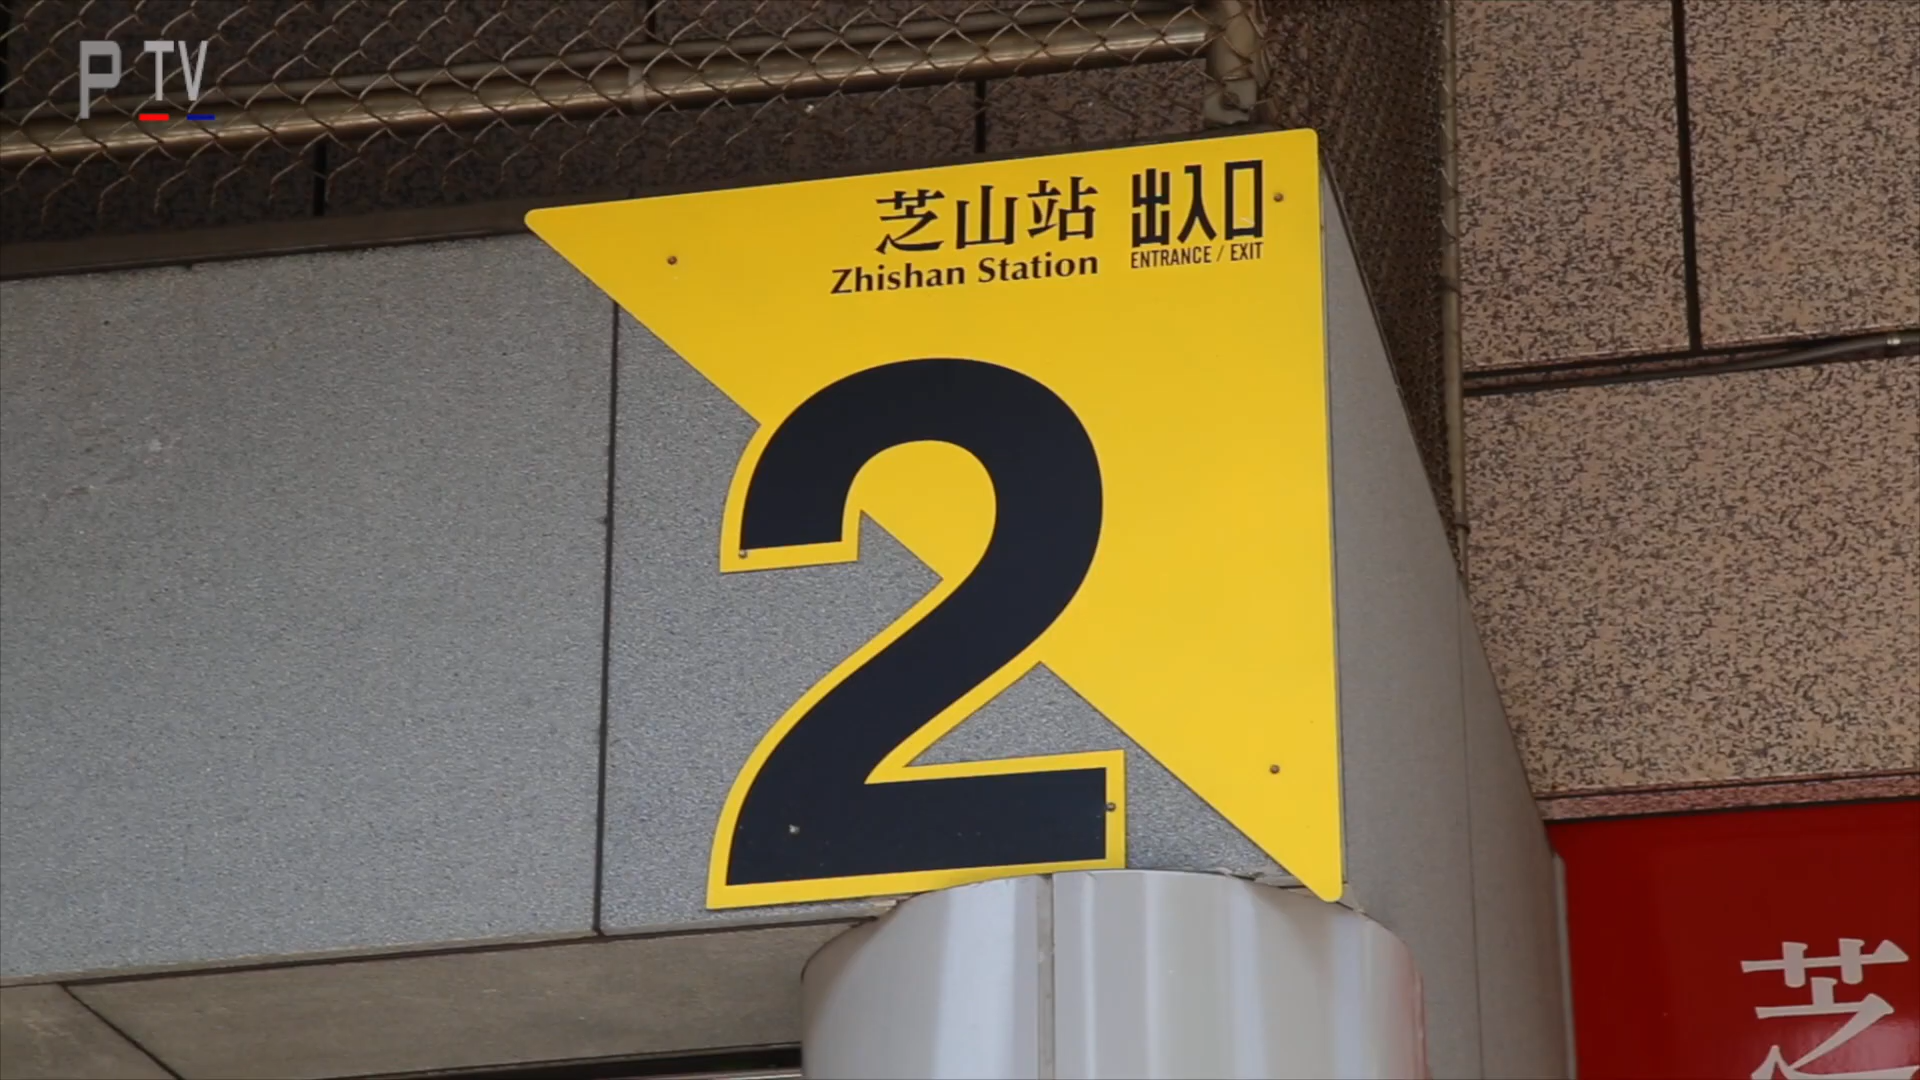 P TV
芝山站 出入口
Zhishan Station ENTRANCE / EXIT
2
芝